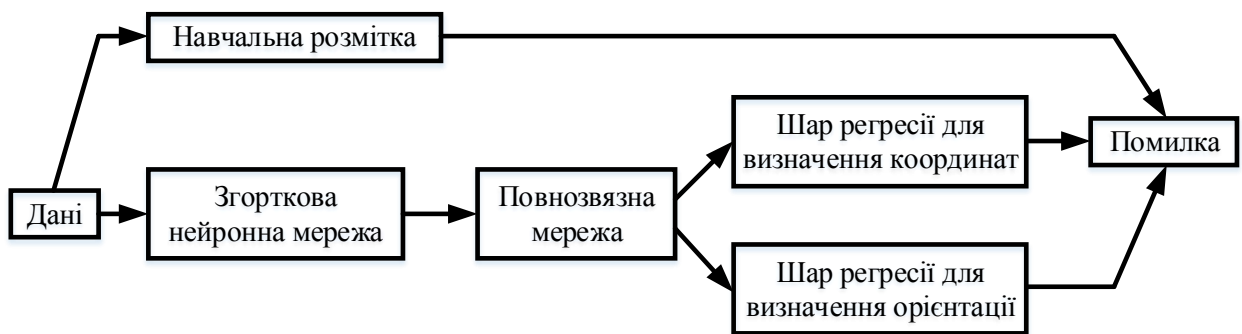 Навчальна розмітка
Дані
Згорткова
нейронна мережа
Повнозвязна
мережа
Шар регресії для
визначення координат
Шар регресії для
визначення орієнтації
Помилка